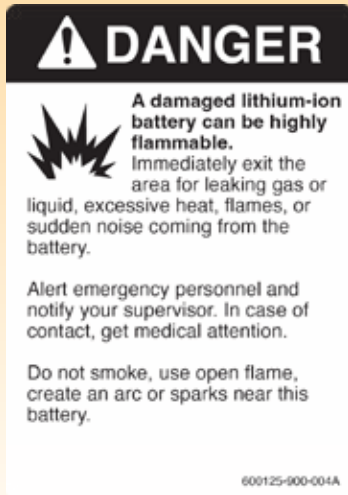 DANGER
A damaged lithium-ion
battery can be highly
flammable.
Immediately exit the
area for leaking gas or
liquid, excessive heat, flames, or
sudden noise coming from the
battery.
Alert emergency personnel and
notify your supervisor. In case of
contact, get medical attention.
Do not smoke, use open flame,
create an arc or sparks near this
battery.
600125-900-004A